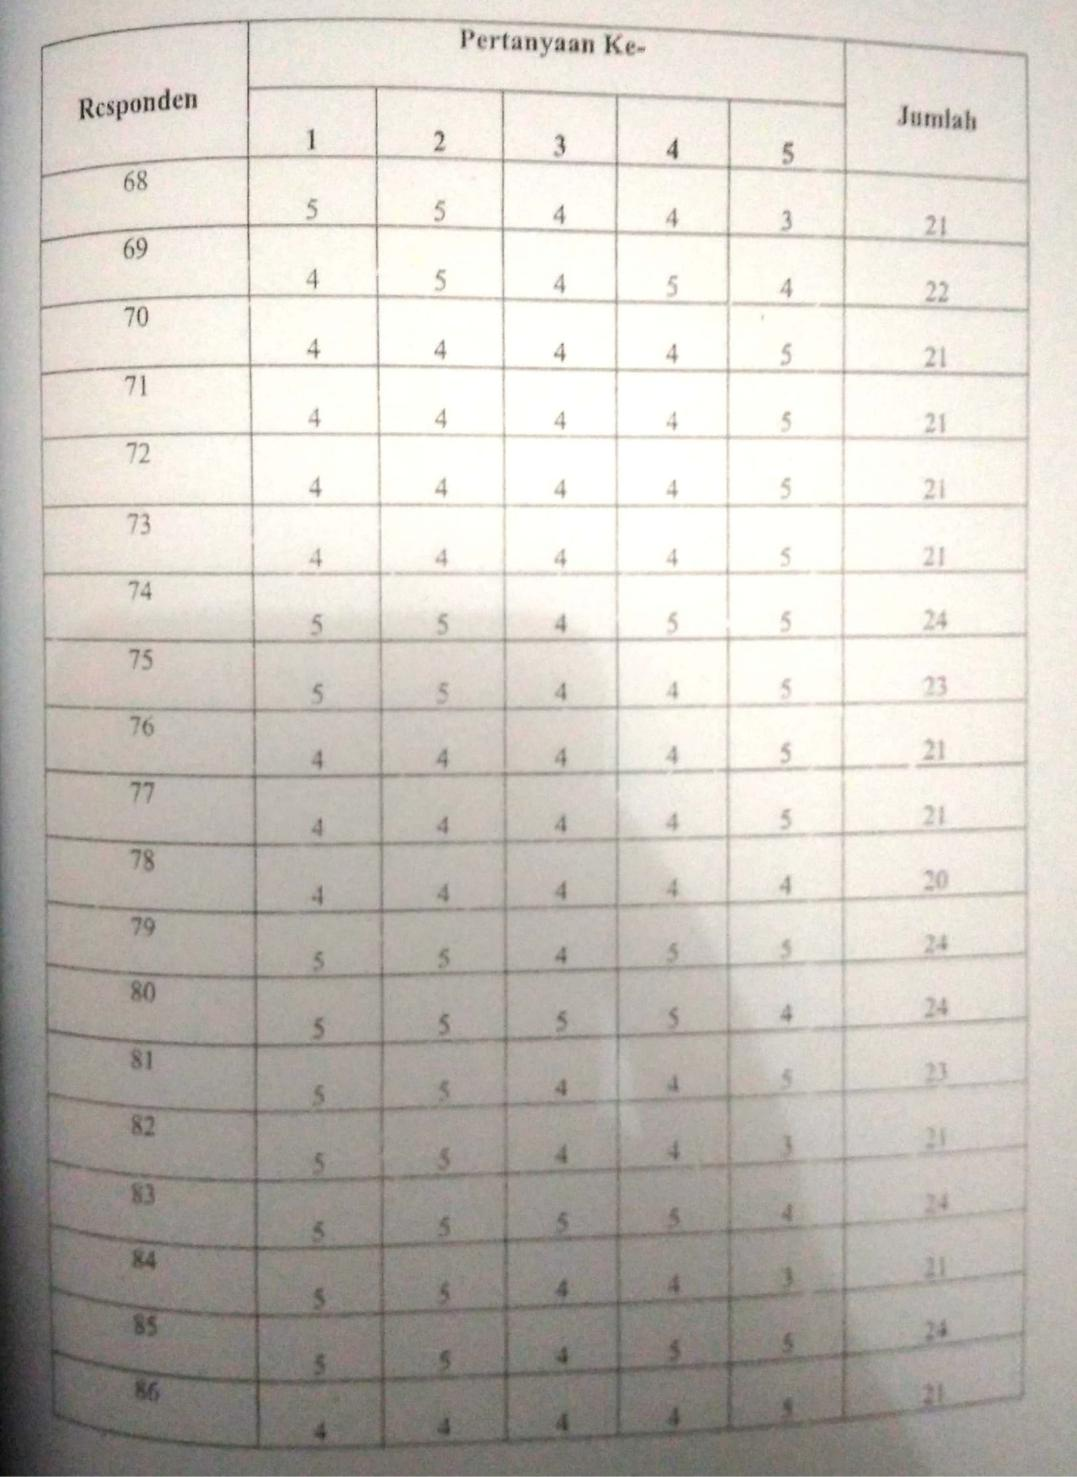 Responden Pertanyaan Ke- Jumlah
1 2 3 4 5
68 5 5 4 4 3 21
69 4 5 4 5 4 22
70 4 4 4 4 5 21
71 4 4 4 4 5 21
72 4 4 4 4 5 21
73 4 4 4 4 5 21
74 5 5 4 5 5 24
75 5 5 4 4 5 23
76 4 4 4 4 5 21
77 4 4 4 4 5 21
78 4 4 4 4 4 20
79 5 5 4 5 5 24
80 5 5 5 5 4 24
81 5 5 4 4 5 23
82 5 5 4 4 3 21
83 5 5 5 5 4 24
84 5 5 4 4 3 21
85 5 5 4 5 5 24
86 4 4 4 4 5 21